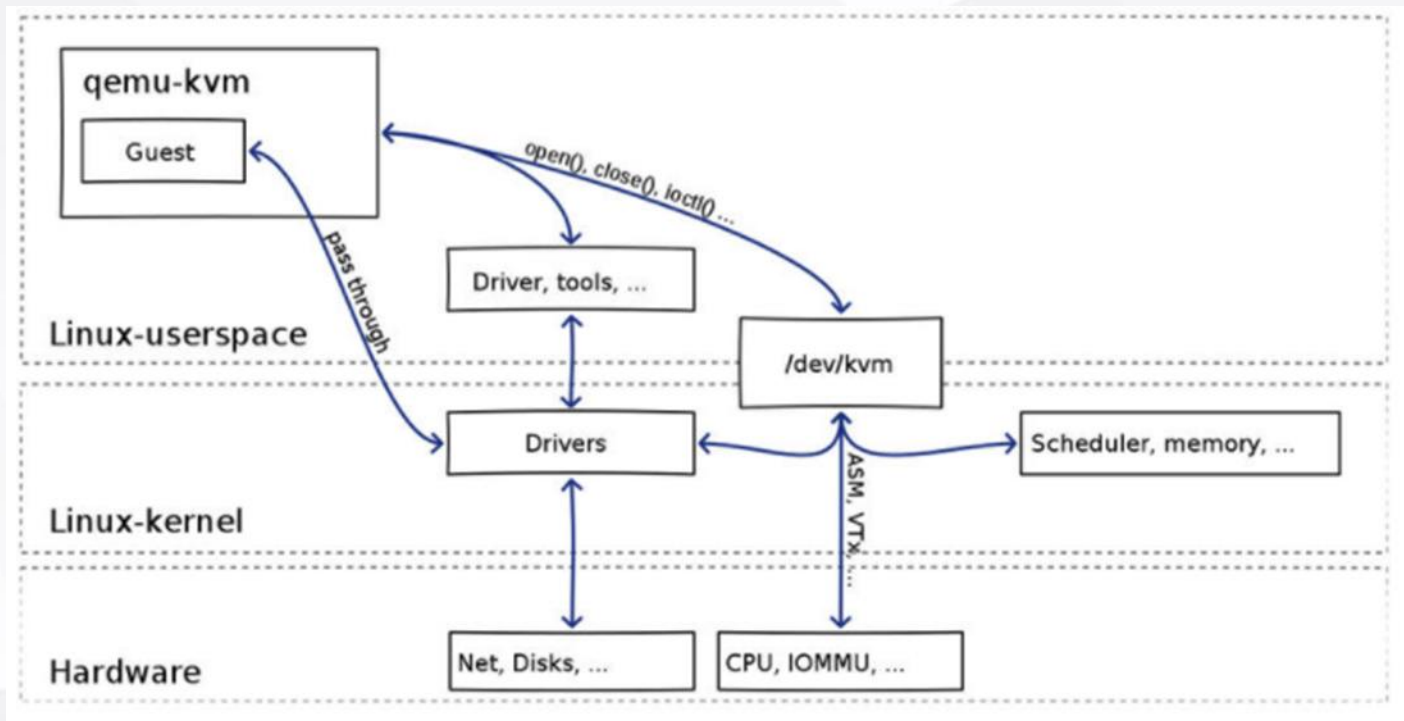 qemu-kvm
Guest
open(), close(), ioctl() ...
pass through
Driver, tools, ...
Linux-userspace
/dev/kvm
Drivers
Scheduler, memory, ...
ASM, VTx, ...
Linux-kernel
Net, Disks, ...
CPU, IOMMU, ...
Hardware